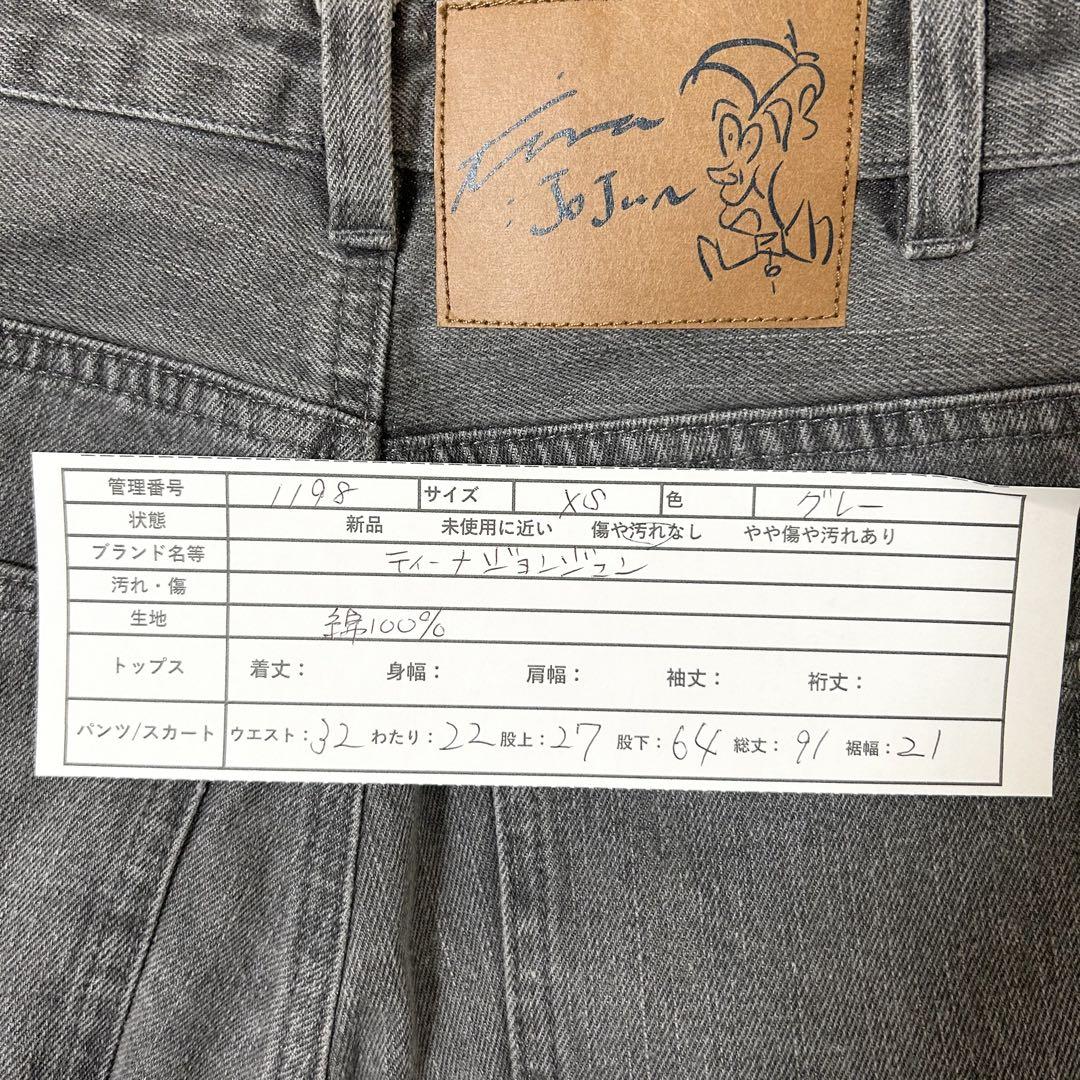 Tina
: JoJun
管理番号 1198 サイズ XS 色 グレー
状態 新品 未使用に近い 傷や汚れなし やや傷や汚れあり
ブランド名等 ティーナジョンジュン
汚れ・傷
生地 綿100%
トップス 着丈： 身幅： 肩幅： 袖丈： 裄丈：
パンツ/スカート ウエスト：32 わたり：22 股上：27 股下：64 総丈：91 裾幅：21